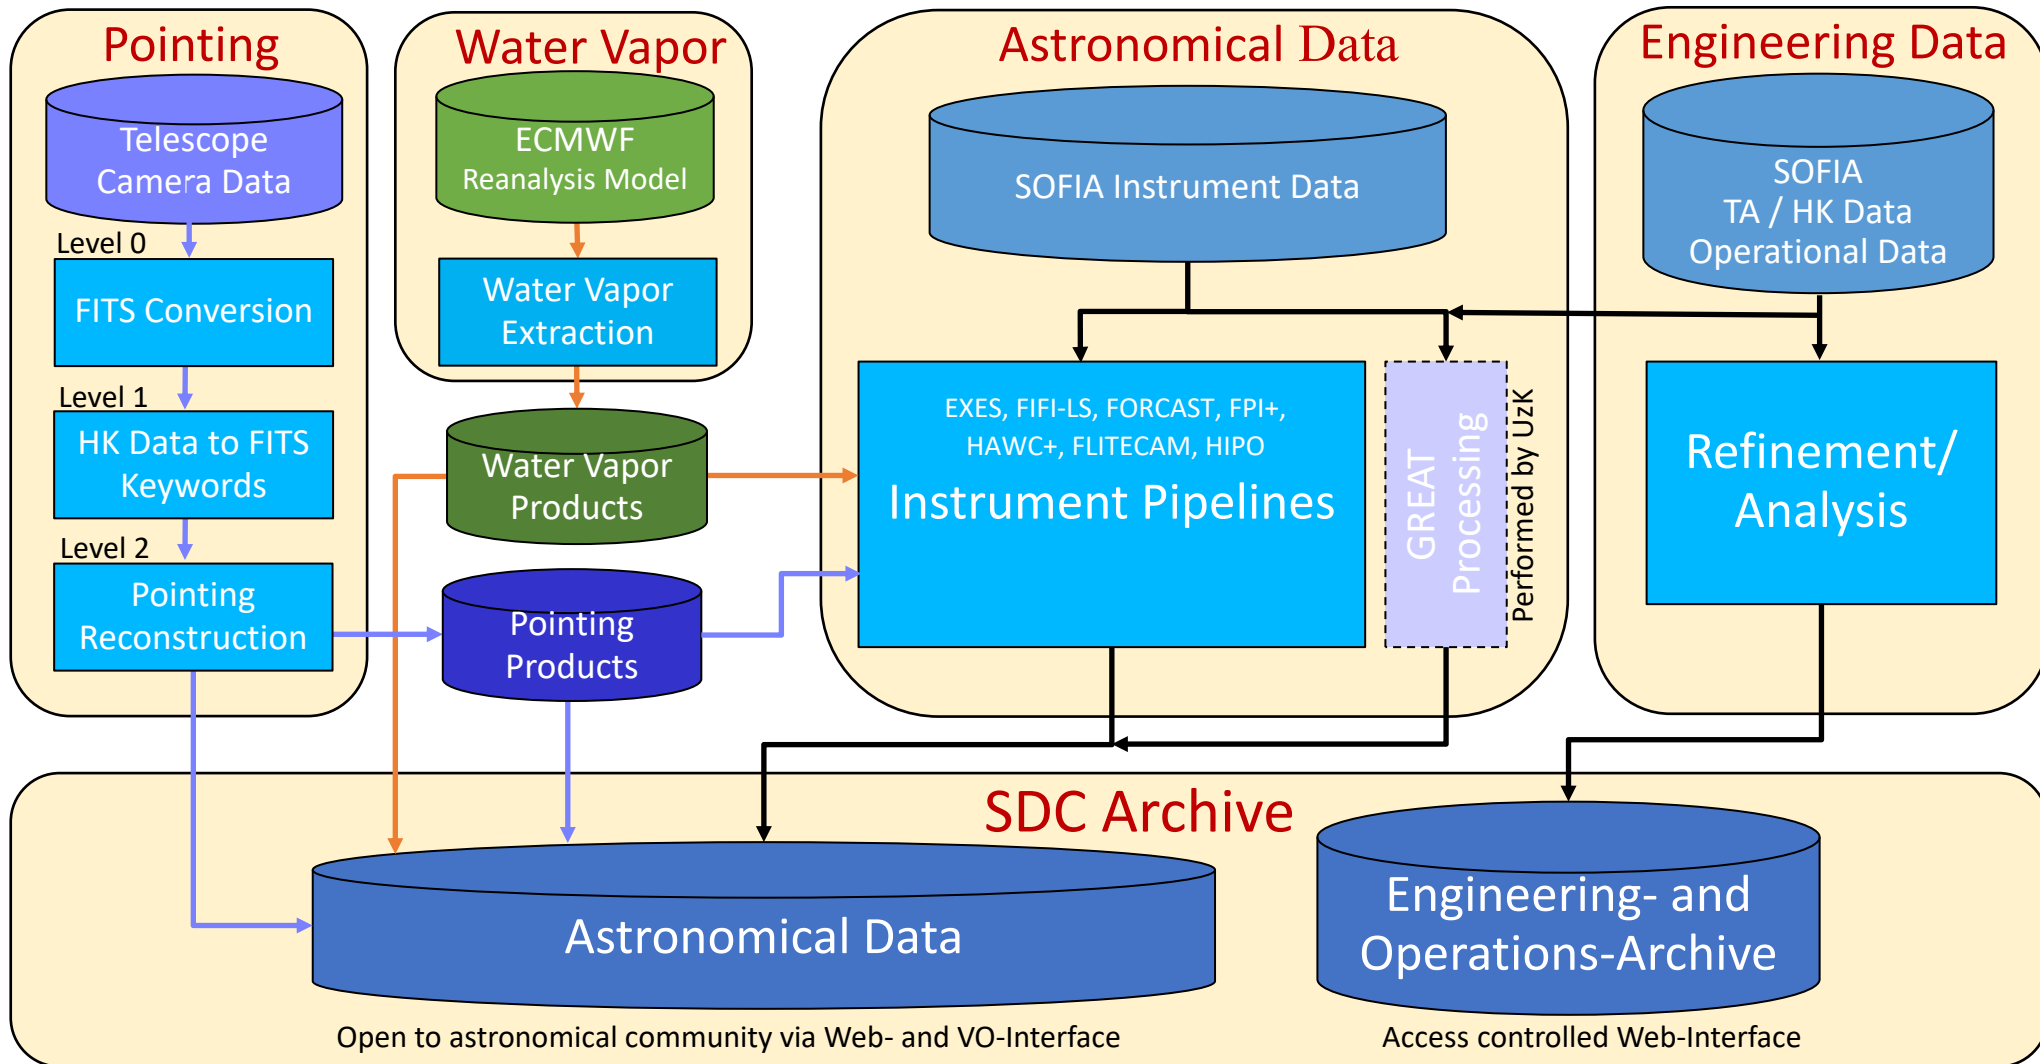 Pointing
Telescope
Camera Data
Level 0
FITS Conversion
Level 1
HK Data to FITS
Keywords
Level 2
Pointing
Reconstruction
Water Vapor
ECMWF
Reanalysis Model
Water Vapor
Extraction
Water Vapor
Products
Pointing
Products
Astronomical Data
SOFIA Instrument Data
EXES, FIFI-LS, FORCAST, FPI+,
HAWC+, FLITECAM, HIPO
Instrument Pipelines
GREAT
Processing
Performed by UzK
Engineering Data
SOFIA
TA / HK Data
Operational Data
Refinement/
Analysis
SDC Archive
Astronomical Data
Open to astronomical community via Web- and VO-Interface
Engineering- and
Operations-Archive
Access controlled Web-Interface